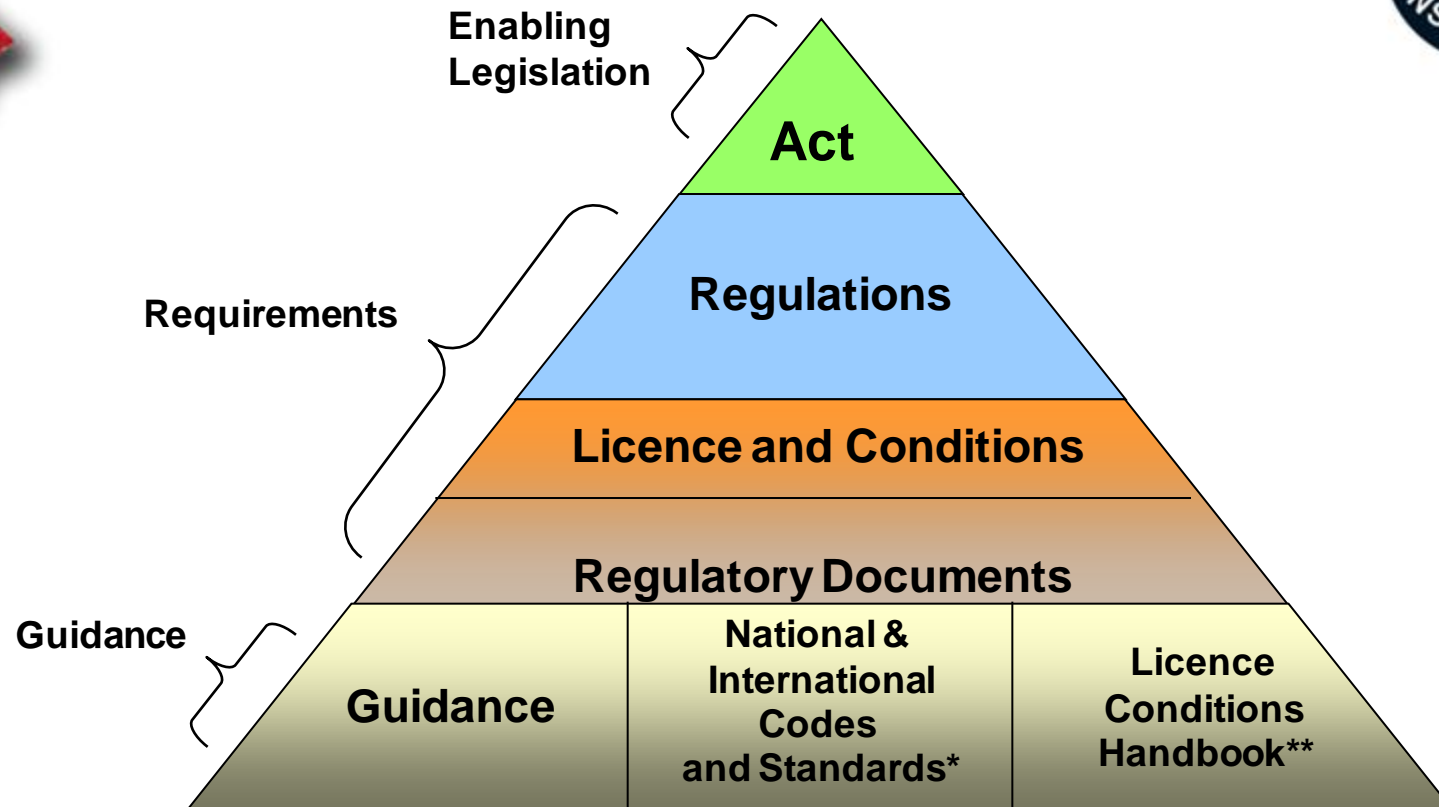 Enabling
Legislation
Act
Regulations
Requirements
Licence and Conditions
Regulatory Documents
Guidance
Guidance
National &
International
Codes
and Standards*
Licence
Conditions
Handbook**